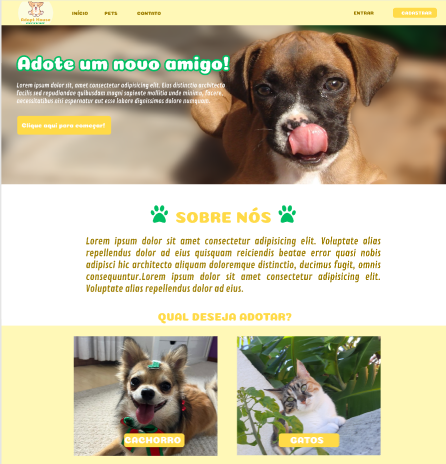 Adopt House
INÍCIO PETS CONTATO ENTRAR CADASTRAR
Adote um novo amigo!
Lorem ipsum dolor sit, amet consectetur adipisicing elit. Eius distinctio architecto
facilis sed repudiandae quibusdam magni sapiente mollitia unde minima, facere,
necessitatibus nisi aspernatur aut esse labore dignissimos dolore numquam.
Clique aqui para começar!
SOBRE NÓS
Lorem ipsum dolor sit amet consectetur adipisicing elit. Voluptate alias
repellendus dolor ad eius quisquam reiciendis beatae error quasi nobis
adipisci hic architecto aliquam doloremque distinctio, ducimus fugit, omnis
consequuntur.Lorem ipsum dolor sit amet consectetur adipisicing elit.
Voluptate alias repellendus dolor ad eius.
QUAL DESEJA ADOTAR?
CACHORRO
GATOS